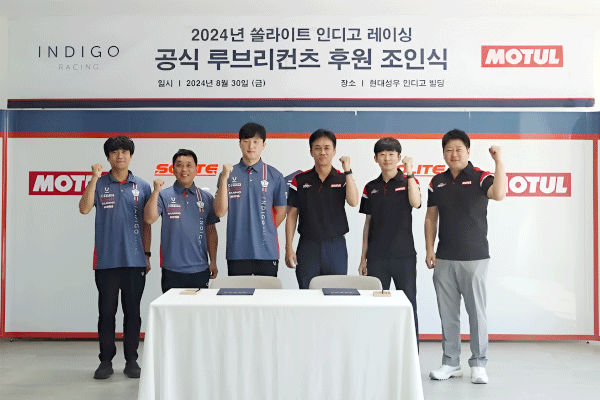 2024년 쏠라이트 인디고 레이싱
INDIGO
RACING
공식 루브리컨츠 후원 조인식
MOTUL
일시 | 2024년 8월 30일 (금)
장소 | 현대성우 인디고 빌딩
MOTUL
MOTUL
INDIGO